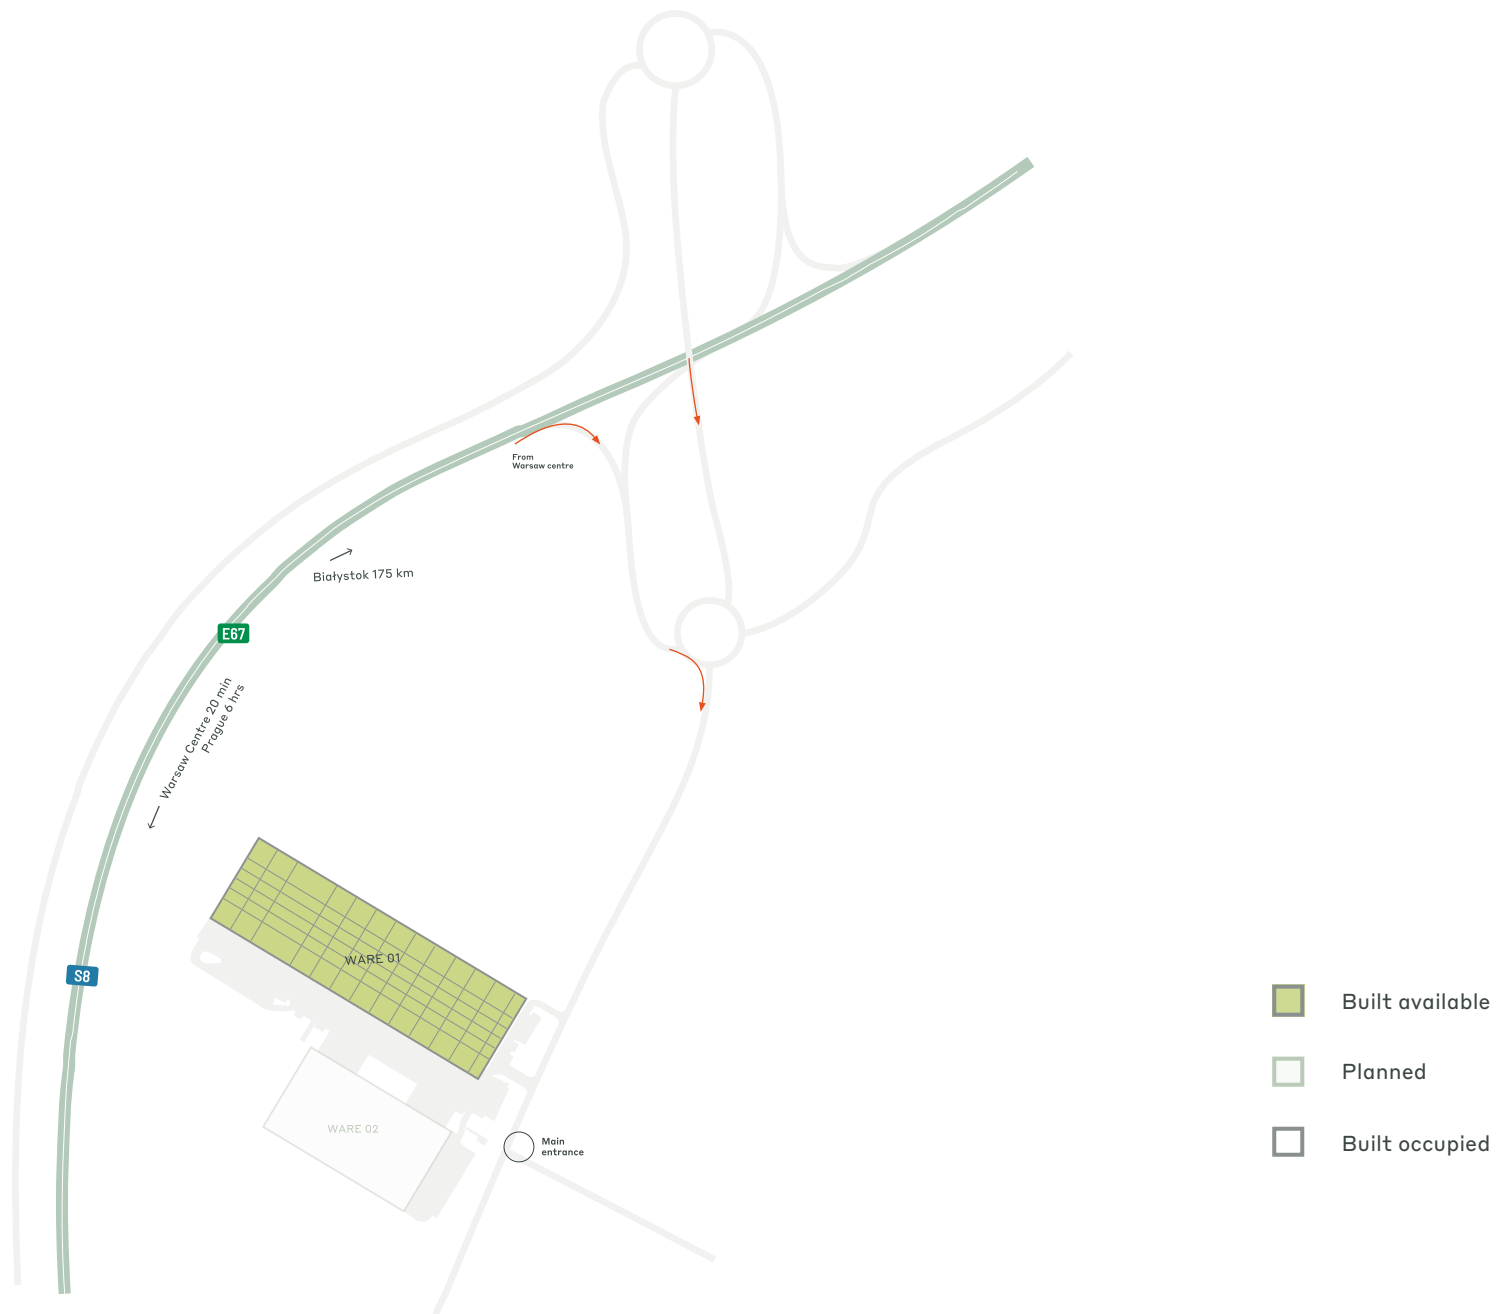 From
Warsaw centre
Białystok 175 km
E67
Warsaw Centre 20 min
Prague 6 hrs
WARE 01
S8
Built available
Planned
WARE 02
Main
entrance
Built occupied